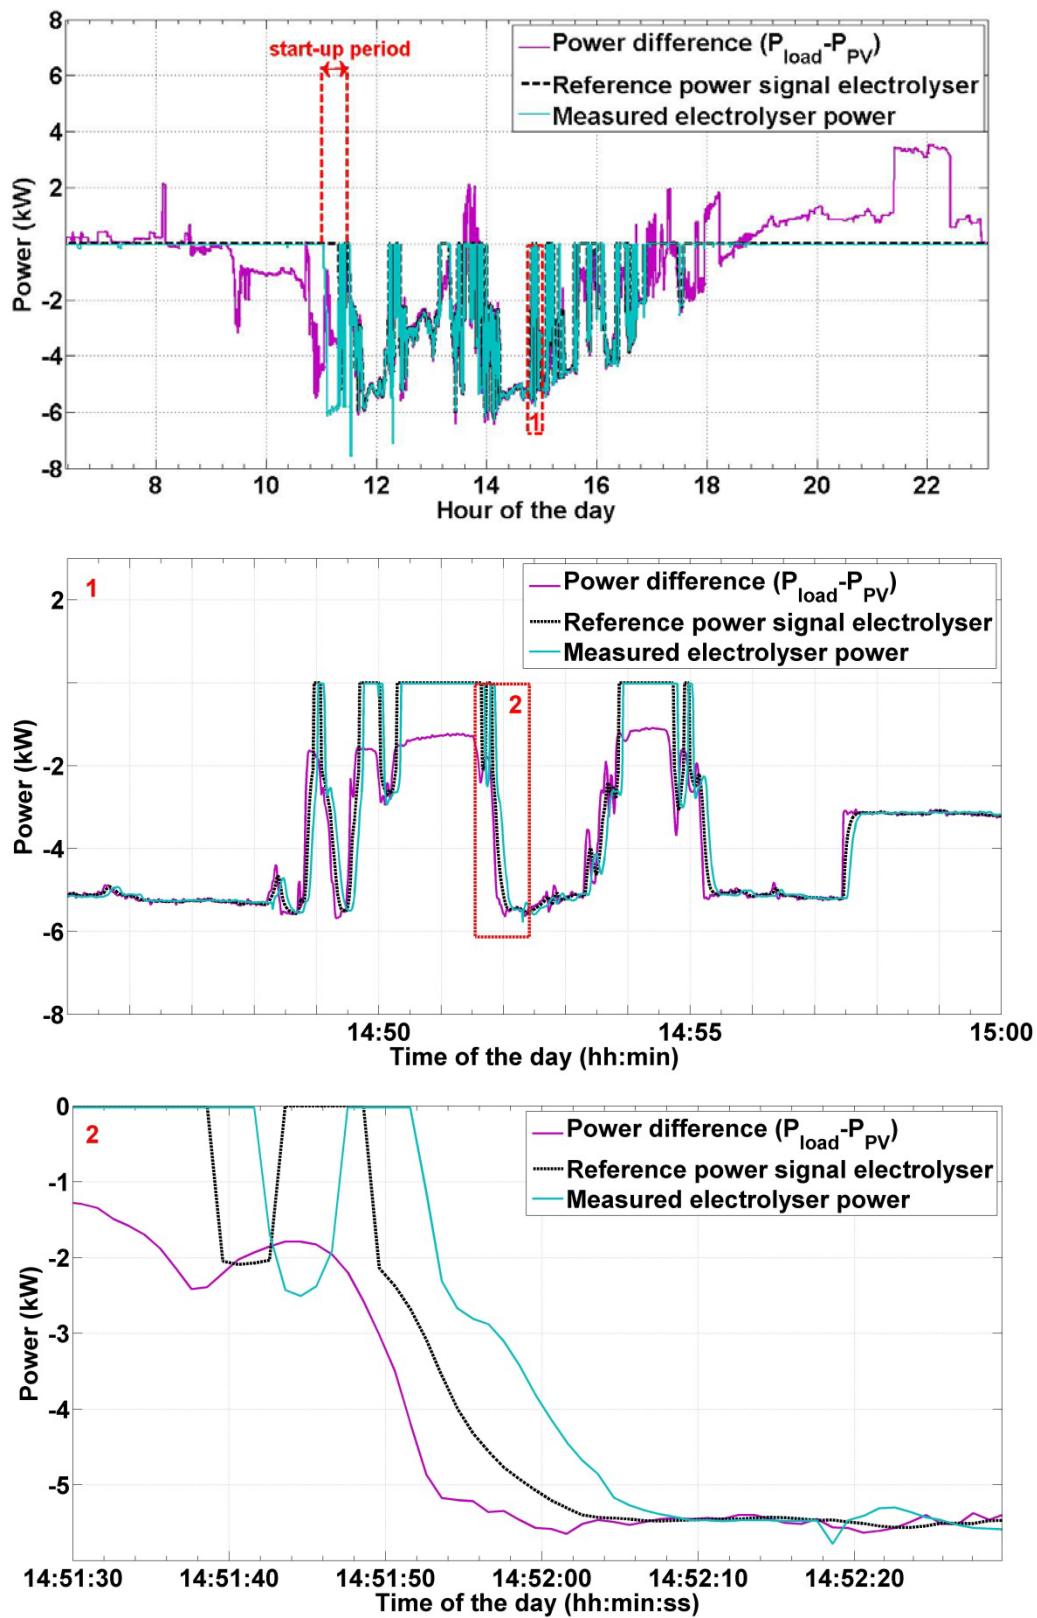 8
6
4
2
0
-2
-4
-6
-8
Power (kW)
start-up period
Power difference (Pload-PPV)
Reference power signal electrolyser
Measured electrolyser power
1
8 10 12 14 16 18 20 22
Hour of the day
1
2
-2
-4
-6
-8
Power (kW)
Power difference (Pload-PPV)
Reference power signal electrolyser
Measured electrolyser power
2
14:50 14:55 15:00
Time of the day (hh:min)
2
0
-1
-2
-3
-4
-5
Power (kW)
Power difference (Pload-PPV)
Reference power signal electrolyser
Measured electrolyser power
14:51:30 14:51:40 14:51:50 14:52:00 14:52:10 14:52:20
Time of the day (hh:min:ss)